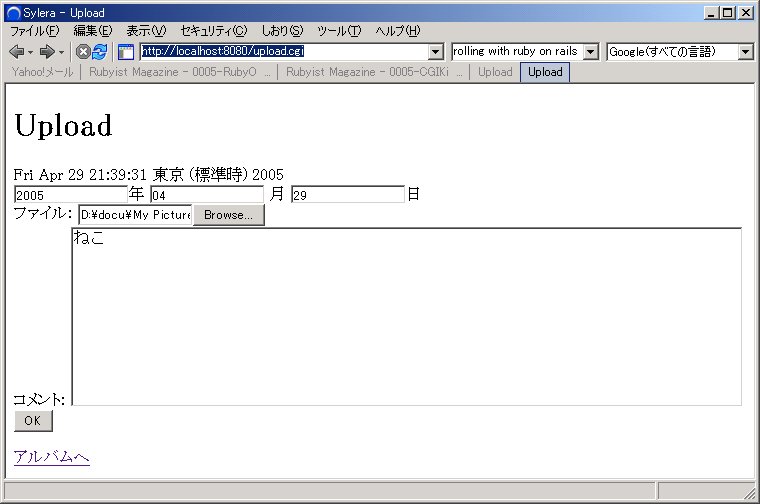 Sylera - Upload
ファイル(F) 編集(E) 表示(V) セキュリティ(C) しおり(S) ツール(T) ヘルプ(H)
http://localhost:8080/upload.cgi rolling with ruby on rails Google(すべての言語)
Yahoo!メール Rubyist Magazine - 0005-RubyO ... Rubyist Magazine - 0005-CGIKi ... Upload Upload
Upload
Fri Apr 29 21:39:31 東京 (標準時) 2005
2005 年 04 月 29 日
ファイル: D:¥docu¥My Picture Browse...
ねこ
コメント:
OK
アルバムへ